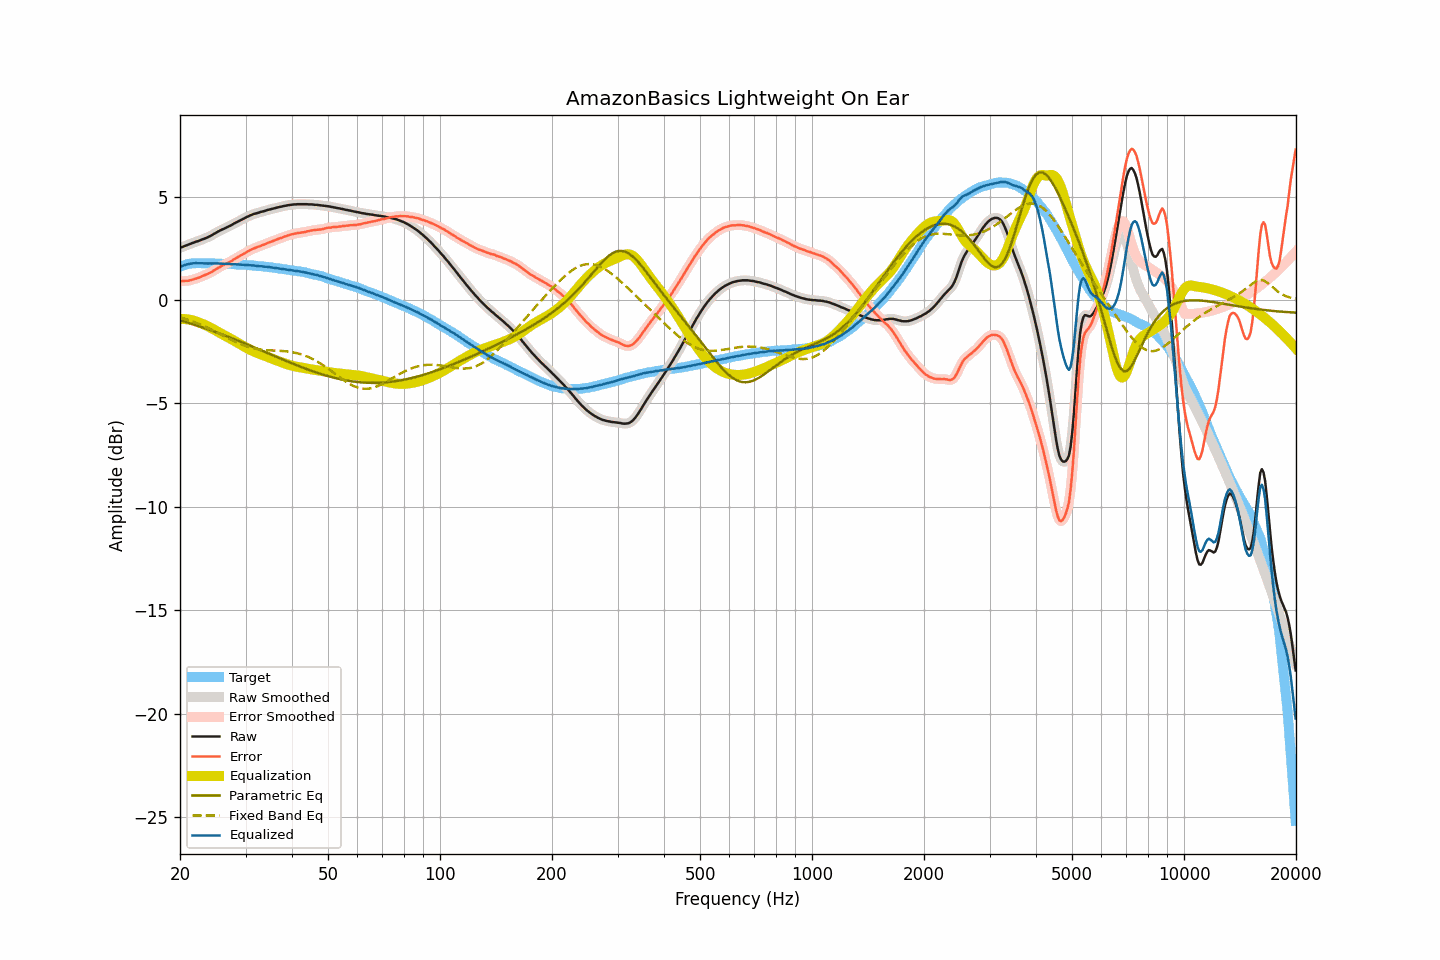 AmazonBasics Lightweight On Ear
Amplitude (dBr)
5
0
−5
−10
−15
−20
−25
Target
Raw Smoothed
Error Smoothed
Raw
Error
Equalization
Parametric Eq
Fixed Band Eq
Equalized
20 50 100 200 500 1000 2000 5000 10000 20000
Frequency (Hz)